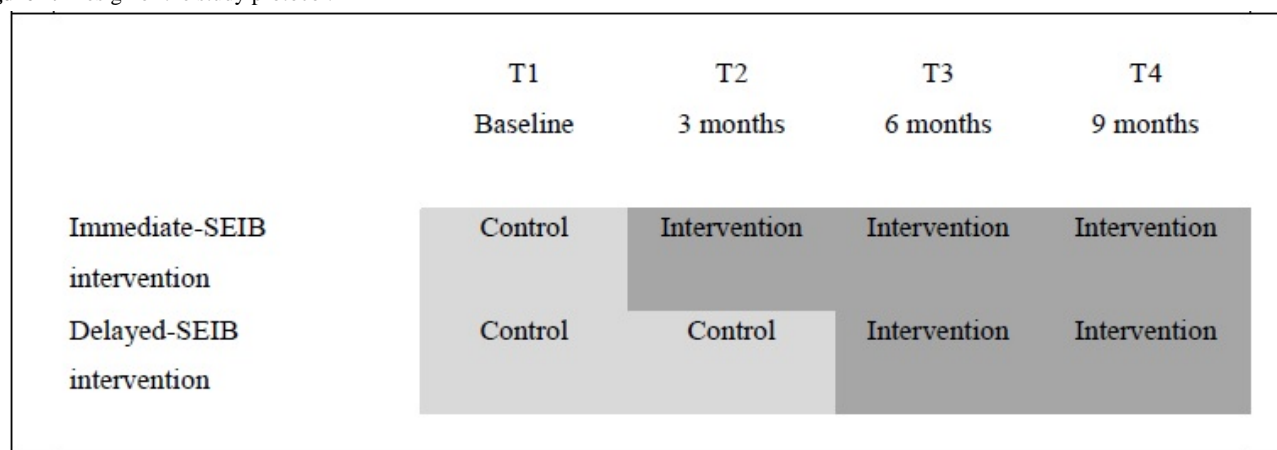 T1 T2 T3 T4
Baseline 3 months 6 months 9 months
Immediate-SEIB Control Intervention Intervention Intervention
intervention
Delayed-SEIB Control Control Intervention Intervention
intervention